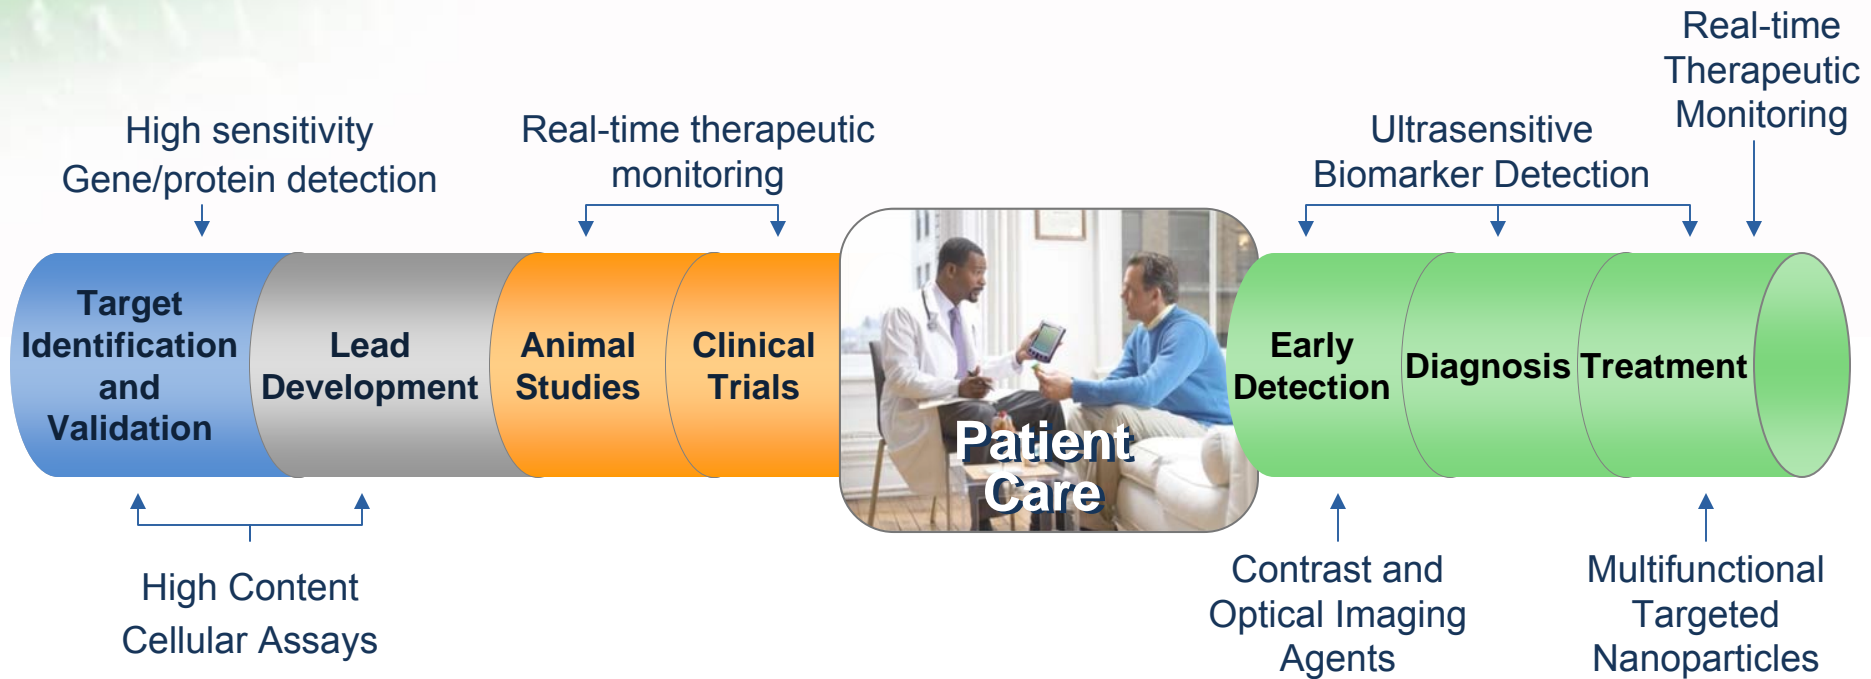 Real-time
Therapeutic
Monitoring
High sensitivity
Gene/protein detection
Real-time therapeutic
monitoring
Ultrasensitive
Biomarker Detection
Target
Identification
and
Validation
Lead
Development
Animal
Studies
Clinical
Trials
Patient
Care
Early
Detection
Diagnosis
Treatment
High Content
Cellular Assays
Contrast and
Optical Imaging
Agents
Multifunctional
Targeted
Nanoparticles